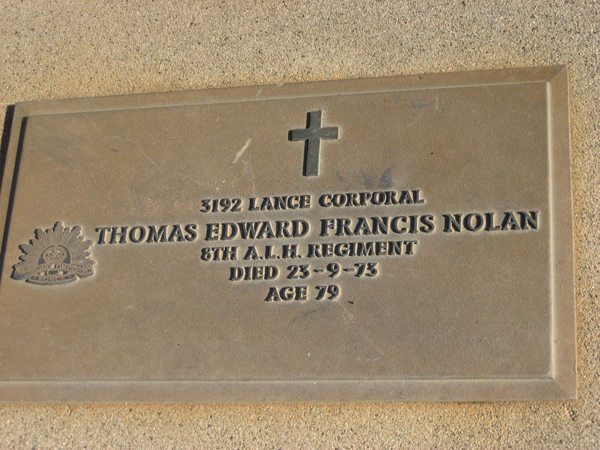 3192 LANCE CORPORAL
THOMAS EDWARD FRANCIS NOLAN
8TH A.L.H. REGIMENT
DIED 23-9-73
AGE 79